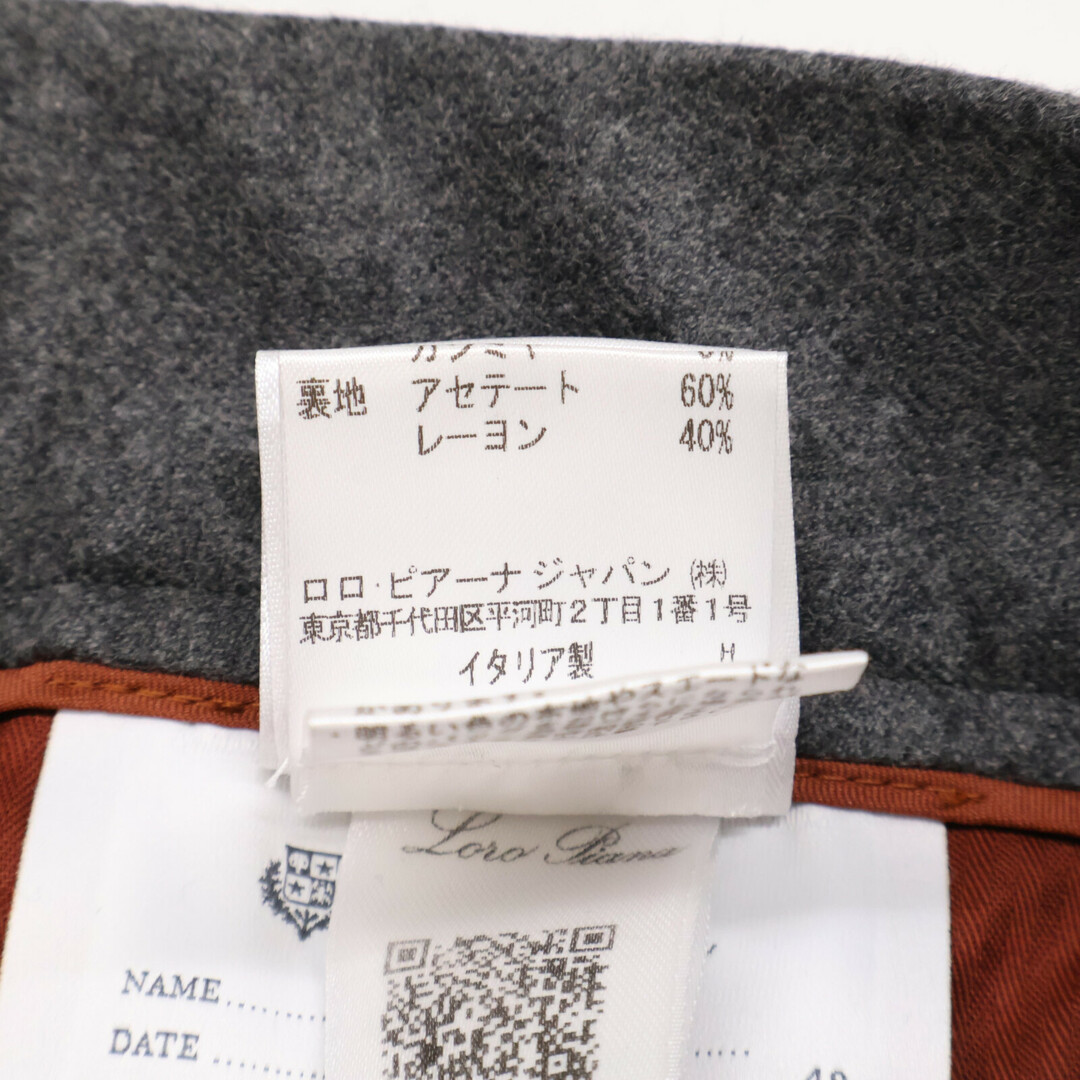 裏地 アセテート 60%
レーヨン 40%
ロロ・ピアーナ ジャパン (株)
東京都千代田区平河町2丁目1番1号
イタリア製 H
Loro Piana
NAME
DATE
48